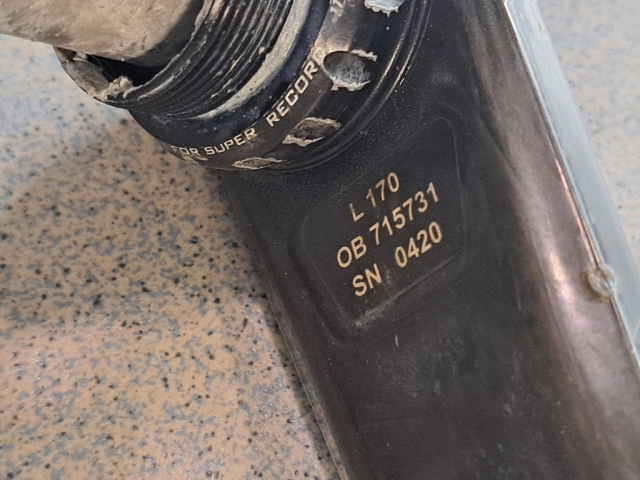 FOR SUPER RECORD
L 170
OB 715731
SN 0420